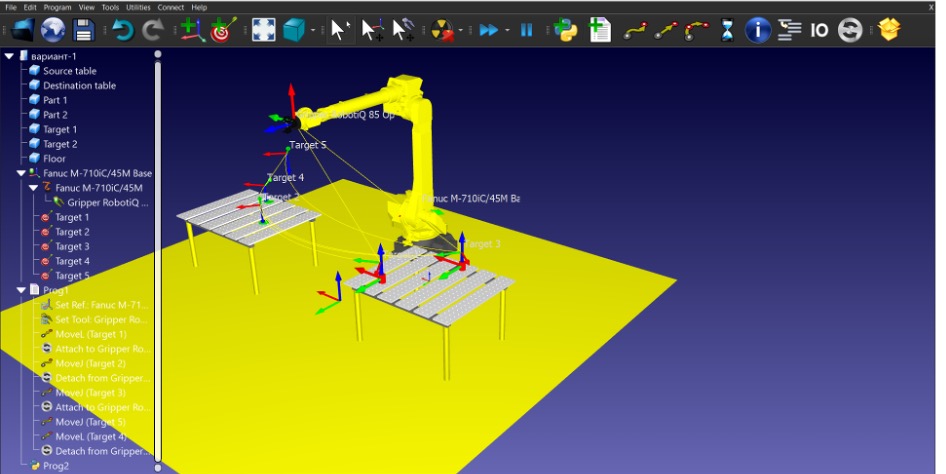 File Edit Program View Tools Utilities Connect Help X
IO
вариант-1
Source table
Destination table
Part 1
Part 2
Target 1
Target 2
Floor
Fanuc M-710iC/45M Base
Fanuc M-710iC/45M
Gripper RobotiQ ...
Target 1
Target 2
Target 3
Target 4
Target 5
Prog1
Set Ref.: Fanuc M-71...
Set Tool: Gripper Ro...
MoveL (Target 1)
Attach to Gripper Ro...
MoveJ (Target 2)
Detach from Gripper...
MoveJ (Target 3)
Attach to Gripper Ro...
MoveJ (Target 5)
MoveL (Target 4)
Detach from Gripper...
Prog2
RobotiQ 85 Op
Target 5
Target 4
Target 2
nuc M-710iC/45M Ba
Target 3